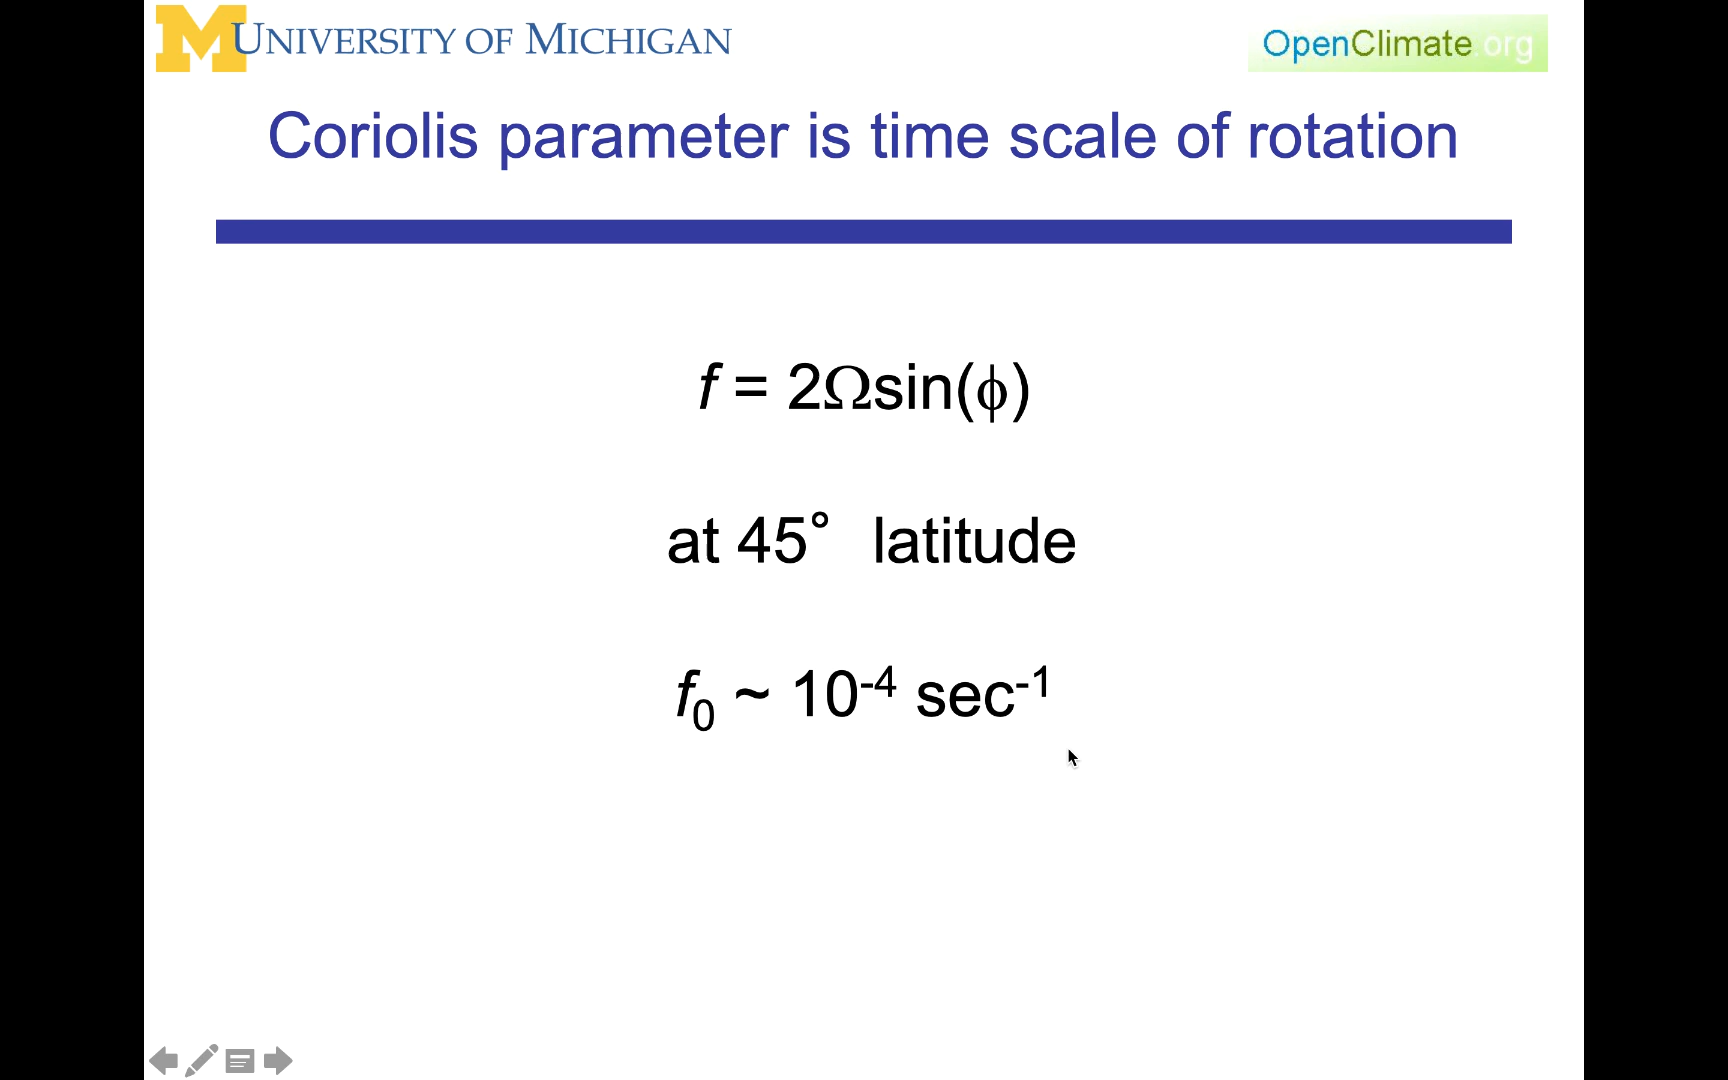 M UNIVERSITY OF MICHIGAN
OpenClimate.org
Coriolis parameter is time scale of rotation
f = 2Ωsin(ϕ)
at 45° latitude
f₀ ~ 10⁻⁴ sec⁻¹